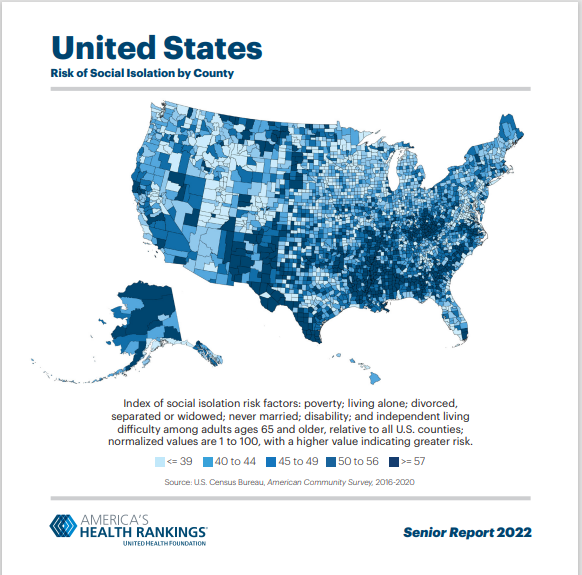 United States
Risk of Social Isolation by County
Index of social isolation risk factors: poverty; living alone; divorced,
separated or widowed; never married; disability; and independent living
difficulty among adults ages 65 and older, relative to all U.S. counties;
normalized values are 1 to 100, with a higher value indicating greater risk.
<= 39 40 to 44 45 to 49 50 to 56 >= 57
Source: U.S. Census Bureau, American Community Survey, 2016-2020
AMERICA'S
HEALTH RANKINGS®
UNITED HEALTH FOUNDATION
Senior Report 2022